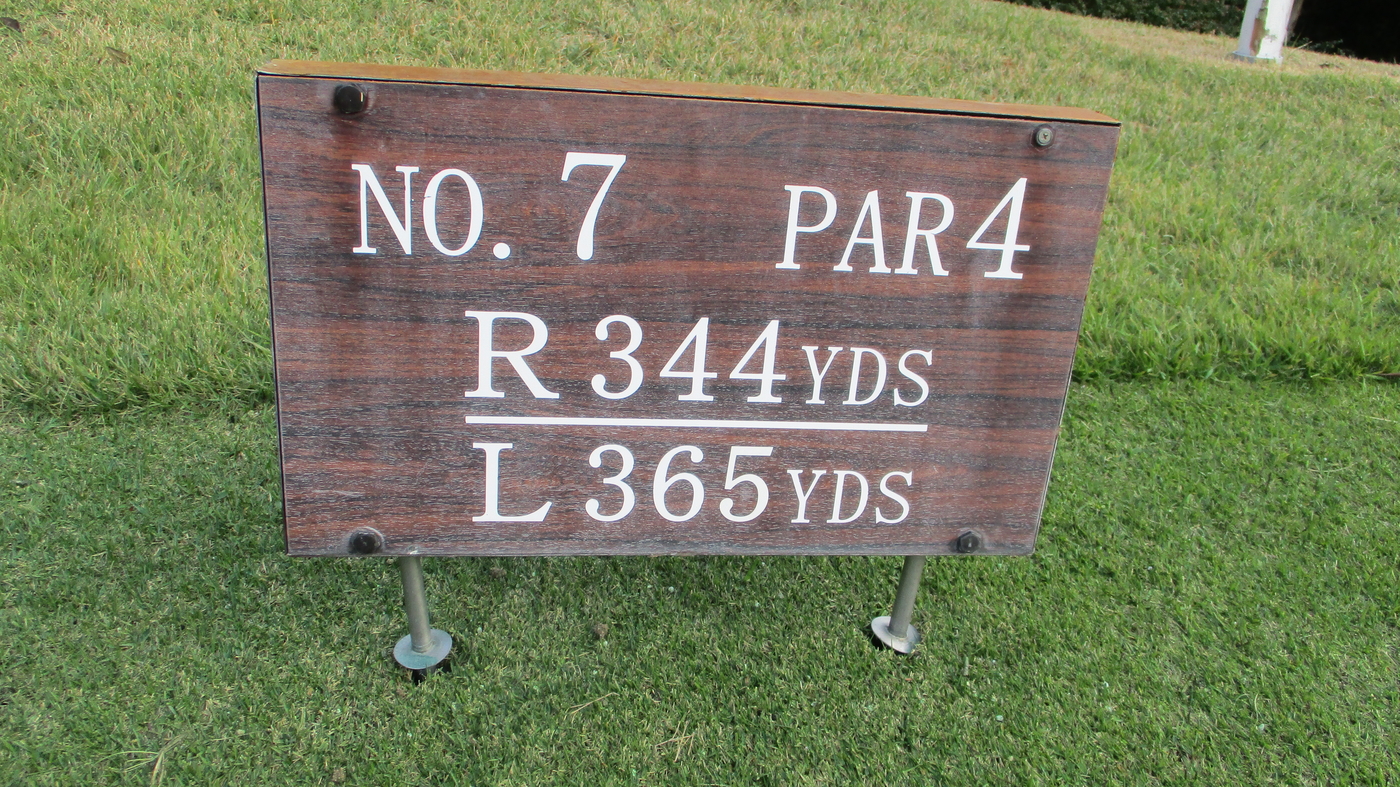 NO. 7 PAR 4
R 344 YDS
L 365 YDS